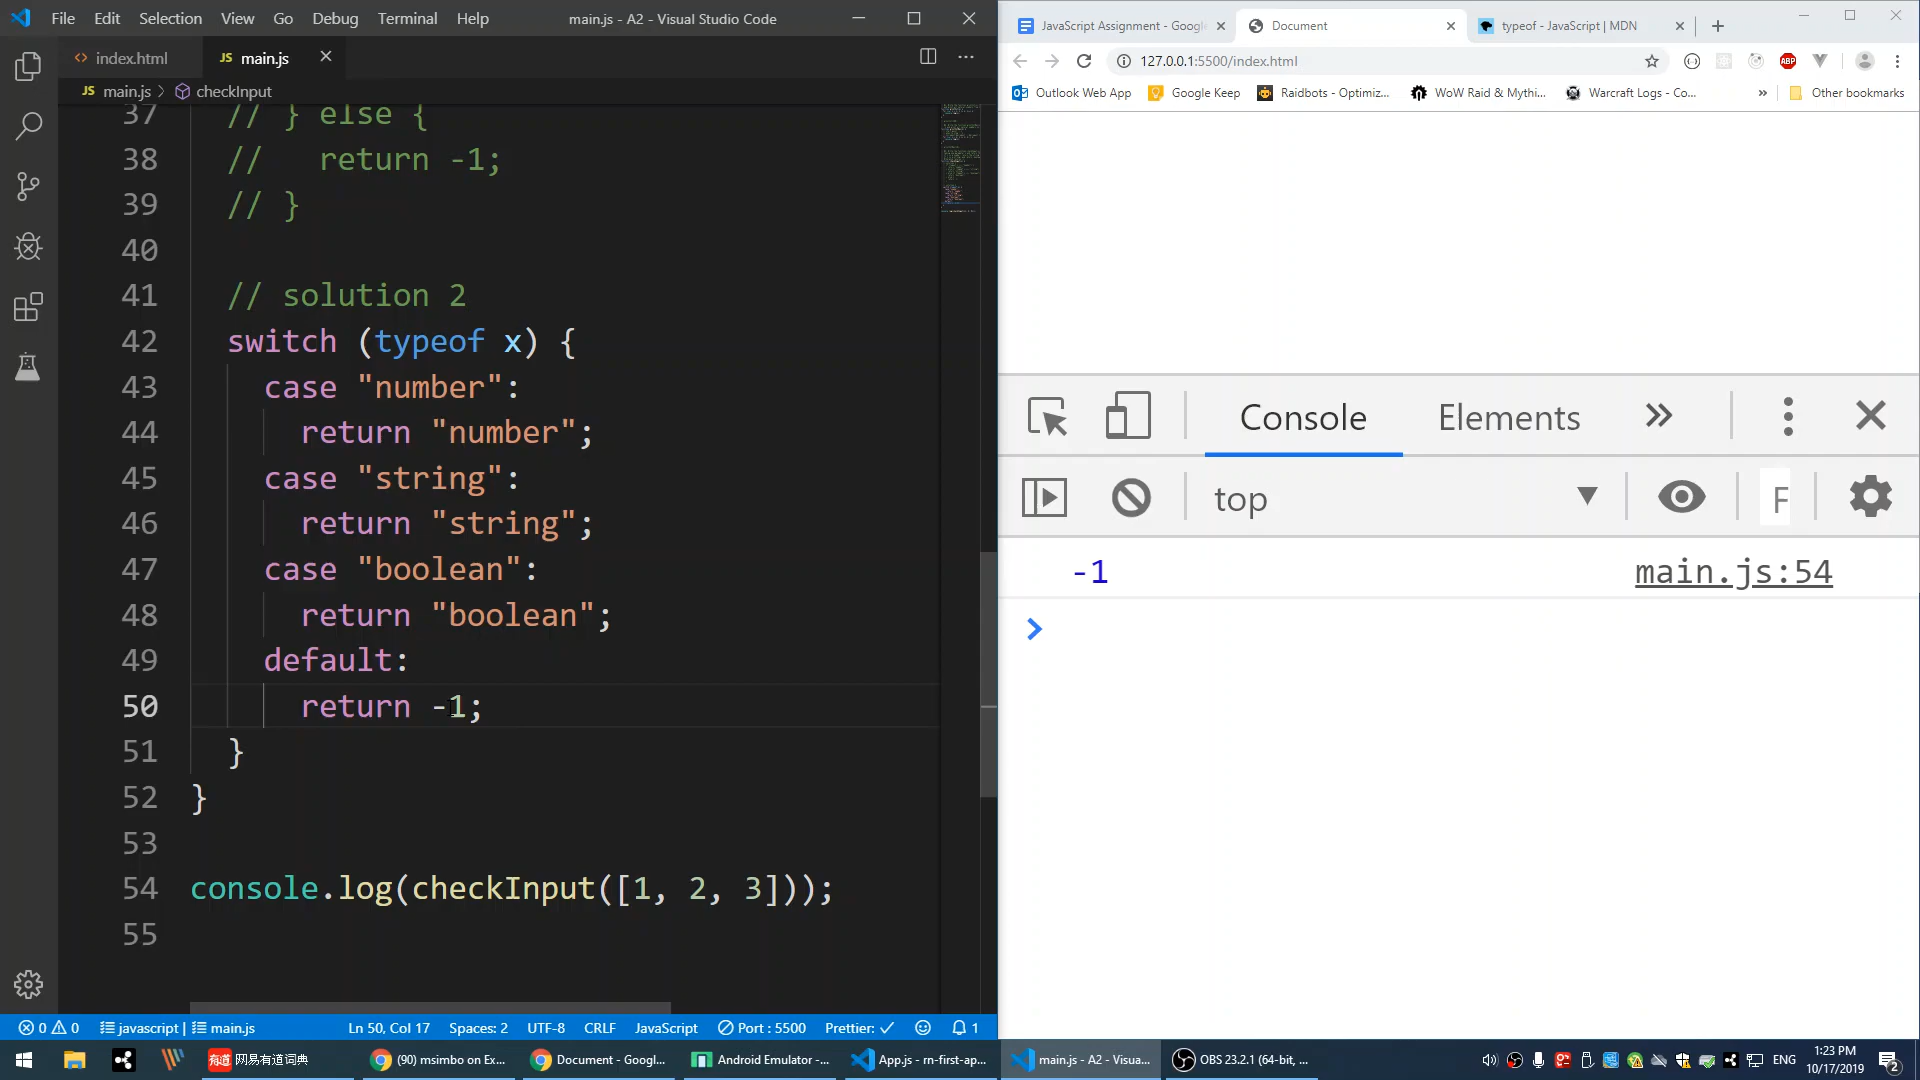 File Edit Selection View Go Debug Terminal Help main.js - A2 - Visual Studio Code
index.html JS main.js
JS main.js > checkInput
37 // } else {
38 // return -1;
39 // }
40
41 // solution 2
42 switch (typeof x) {
43 case "number":
44 return "number";
45 case "string":
46 return "string";
47 case "boolean":
48 return "boolean";
49 default:
50 return -1;
51 }
52 }
53
54 console.log(checkInput([1, 2, 3]));
55
0 0 javascript | main.js Ln 50, Col 17 Spaces: 2 UTF-8 CRLF JavaScript Port : 5500 Prettier: ✓ 1
JavaScript Assignment - Google Document typeof - JavaScript | MDN
127.0.0.1:5500/index.html
ABP
Outlook Web App Google Keep Raidbots - Optimiz... WoW Raid & Mythi... Warcraft Logs - Co... » Other bookmarks
Console Elements »
top F
-1 main.js:54
有道 网易有道词典 (90) msimbo on Ex... Document - Googl... Android Emulator -... App.js - rn-first-ap... main.js - A2 - Visua... OBS 23.2.1 (64-bit, ... ENG 1:23 PM
10/17/2019 2